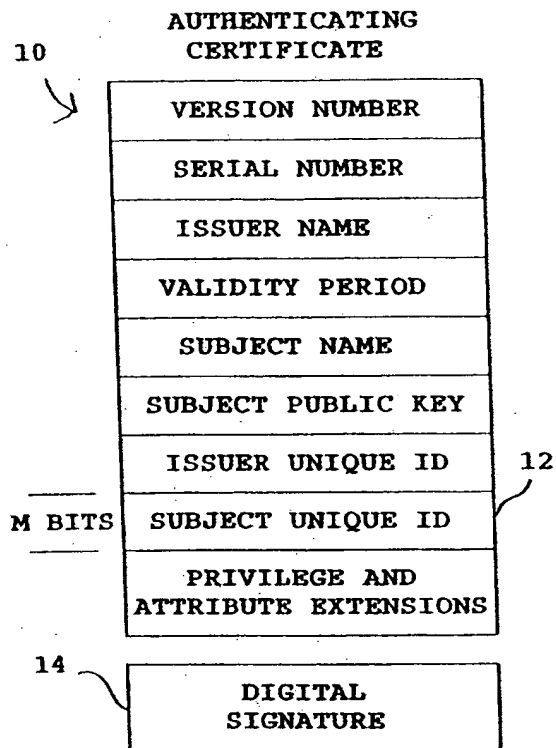 AUTHENTICATING
CERTIFICATE
10
VERSION NUMBER
SERIAL NUMBER
ISSUER NAME
VALIDITY PERIOD
SUBJECT NAME
SUBJECT PUBLIC KEY
ISSUER UNIQUE ID
12
M BITS
SUBJECT UNIQUE ID
PRIVILEGE AND
ATTRIBUTE EXTENSIONS
14
DIGITAL
SIGNATURE